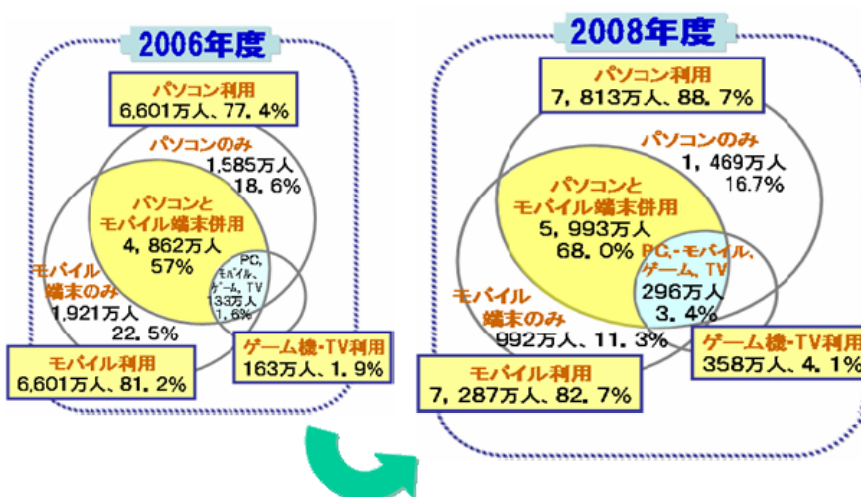 2006年度
パソコン利用
6,601万人、77.4%
パソコンのみ
1,585万人
18.6%
パソコンと
モバイル端末併用
4,862万人
57%
PC,
モバイル、
ゲーム, TV
133万人
1.6%
モバイル
端末のみ
1,921万人
22.5%
モバイル利用
6,601万人、81.2%
ゲーム機・TV利用
163万人、1.9%
2008年度
パソコン利用
7,813万人、88.7%
パソコンのみ
1,469万人
16.7%
パソコンと
モバイル端末併用
5,993万人
68.0%
PC,・モバイル、
ゲーム, TV
296万人
3.4%
モバイル
端末のみ
992万人、11.3%
モバイル利用
7,287万人、82.7%
ゲーム機・TV利用
358万人、4.1%